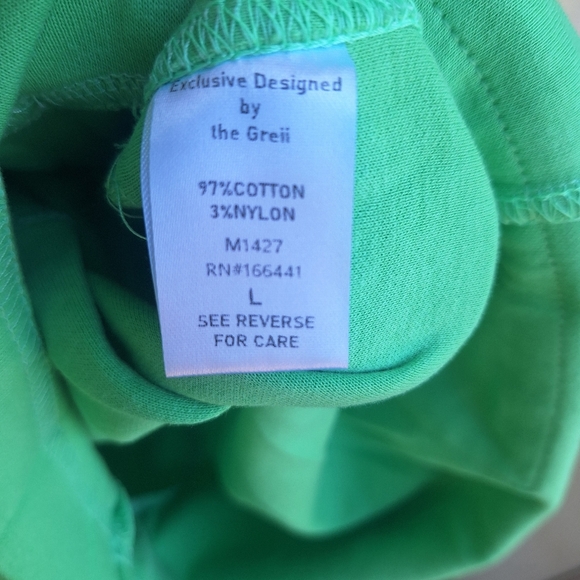 Exclusive Designed
by
the Greii
97%COTTON
3%NYLON
M1427
RN#166441
L
SEE REVERSE
FOR CARE